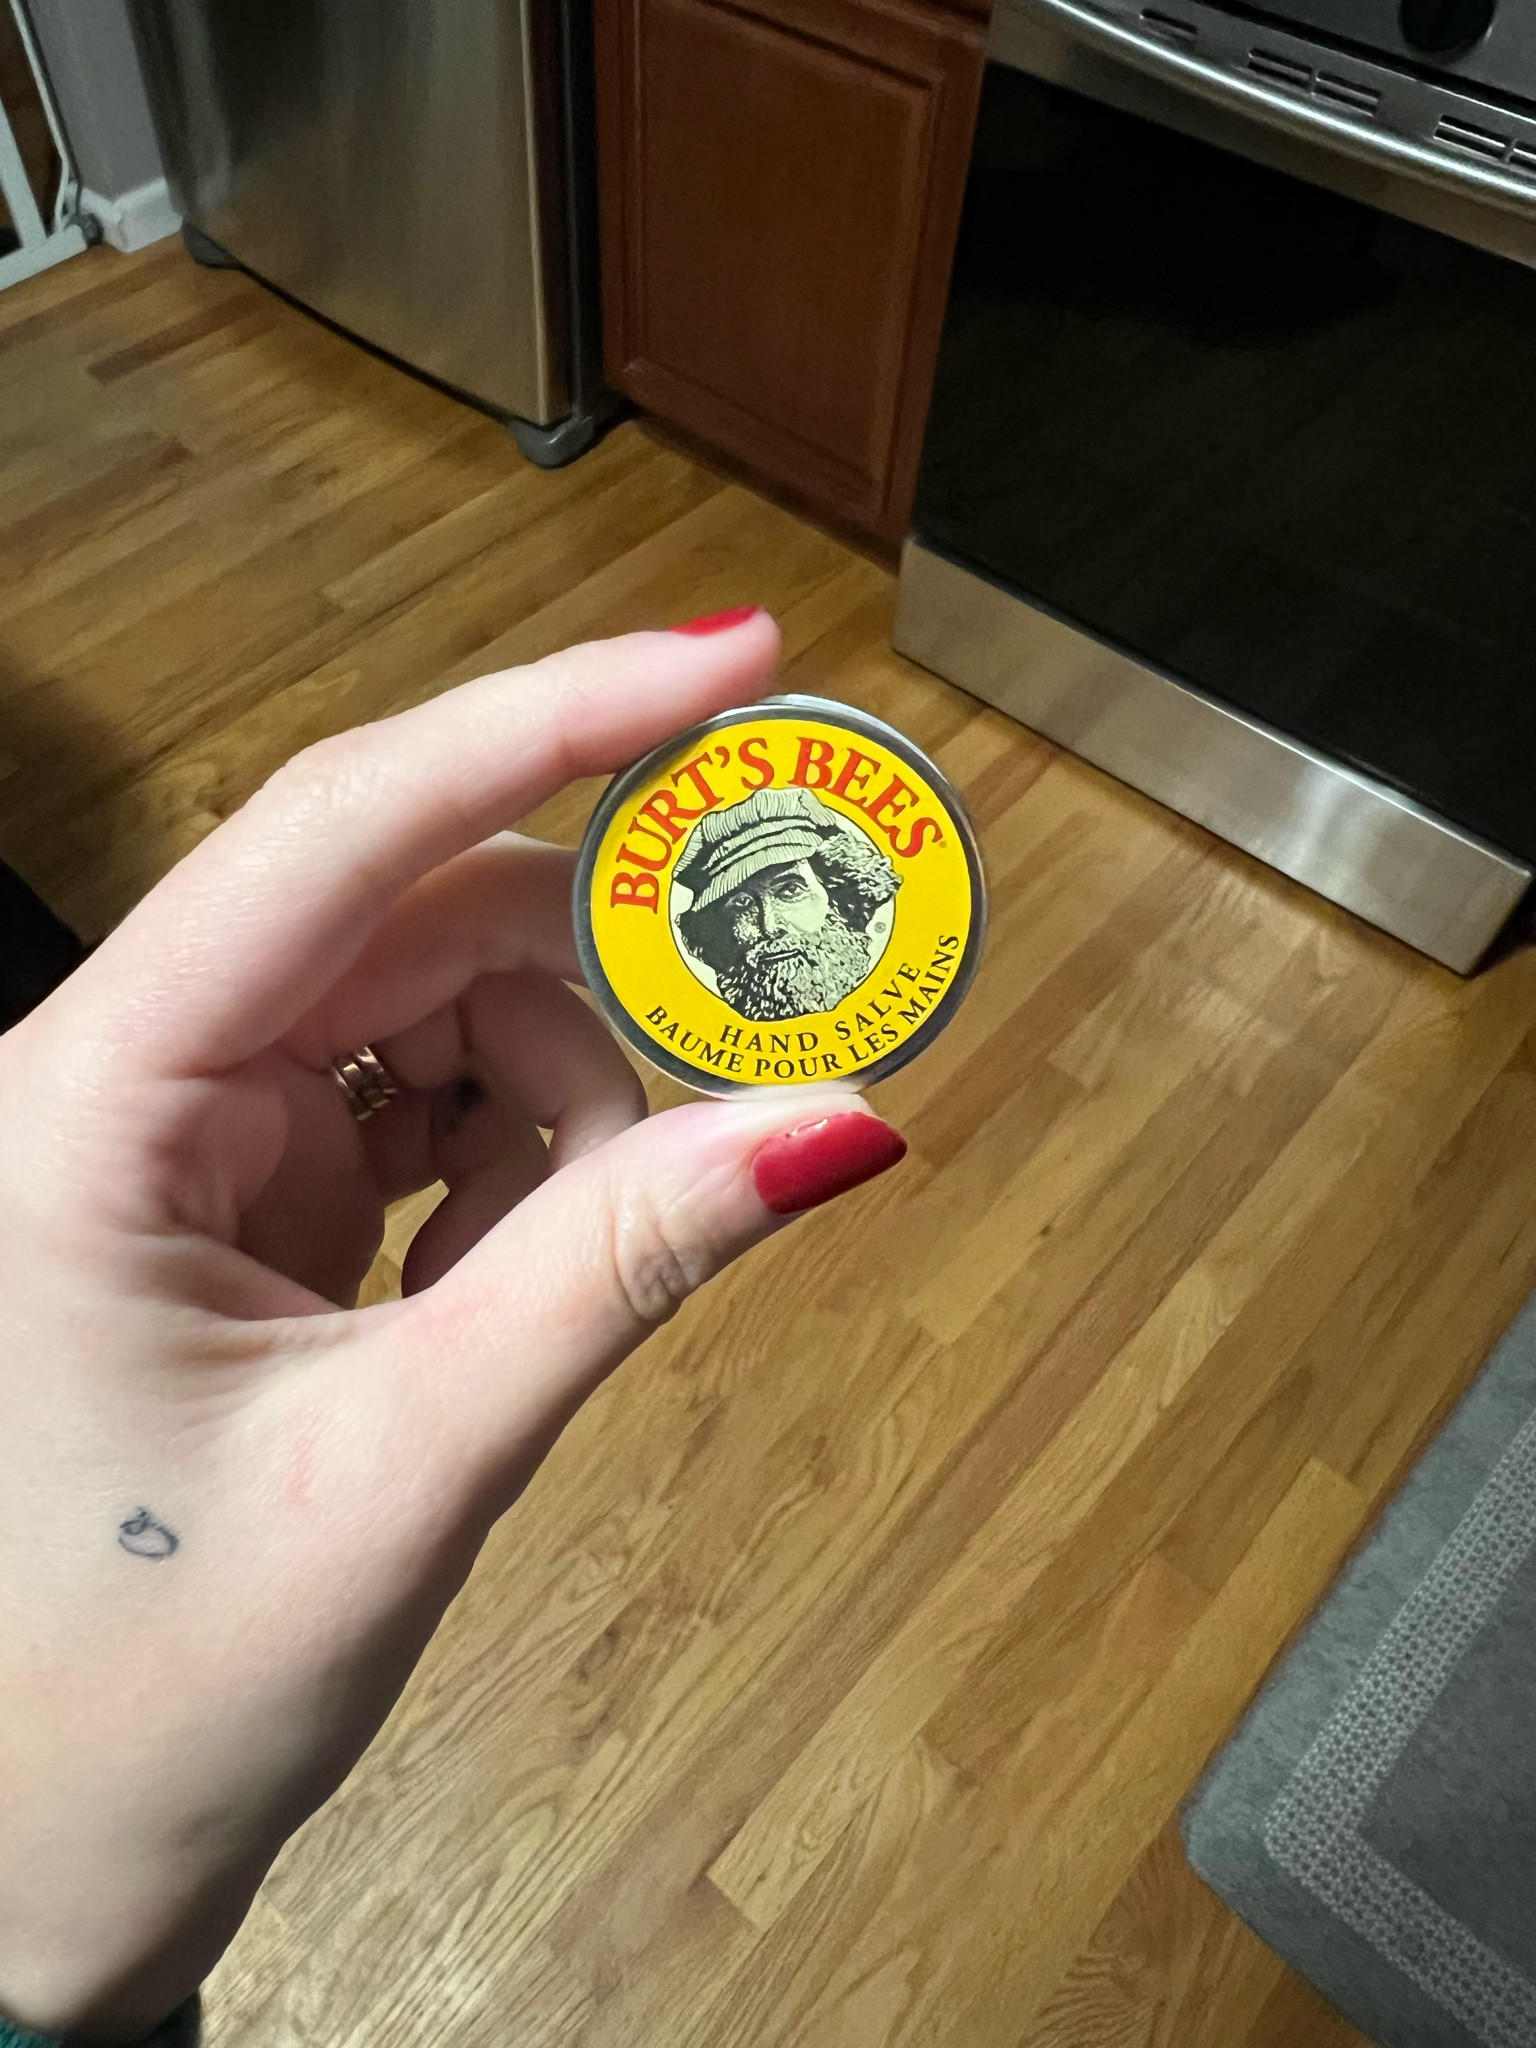 BURT'S BEES®
®
HAND SALVE
BAUME POUR LES MAINS